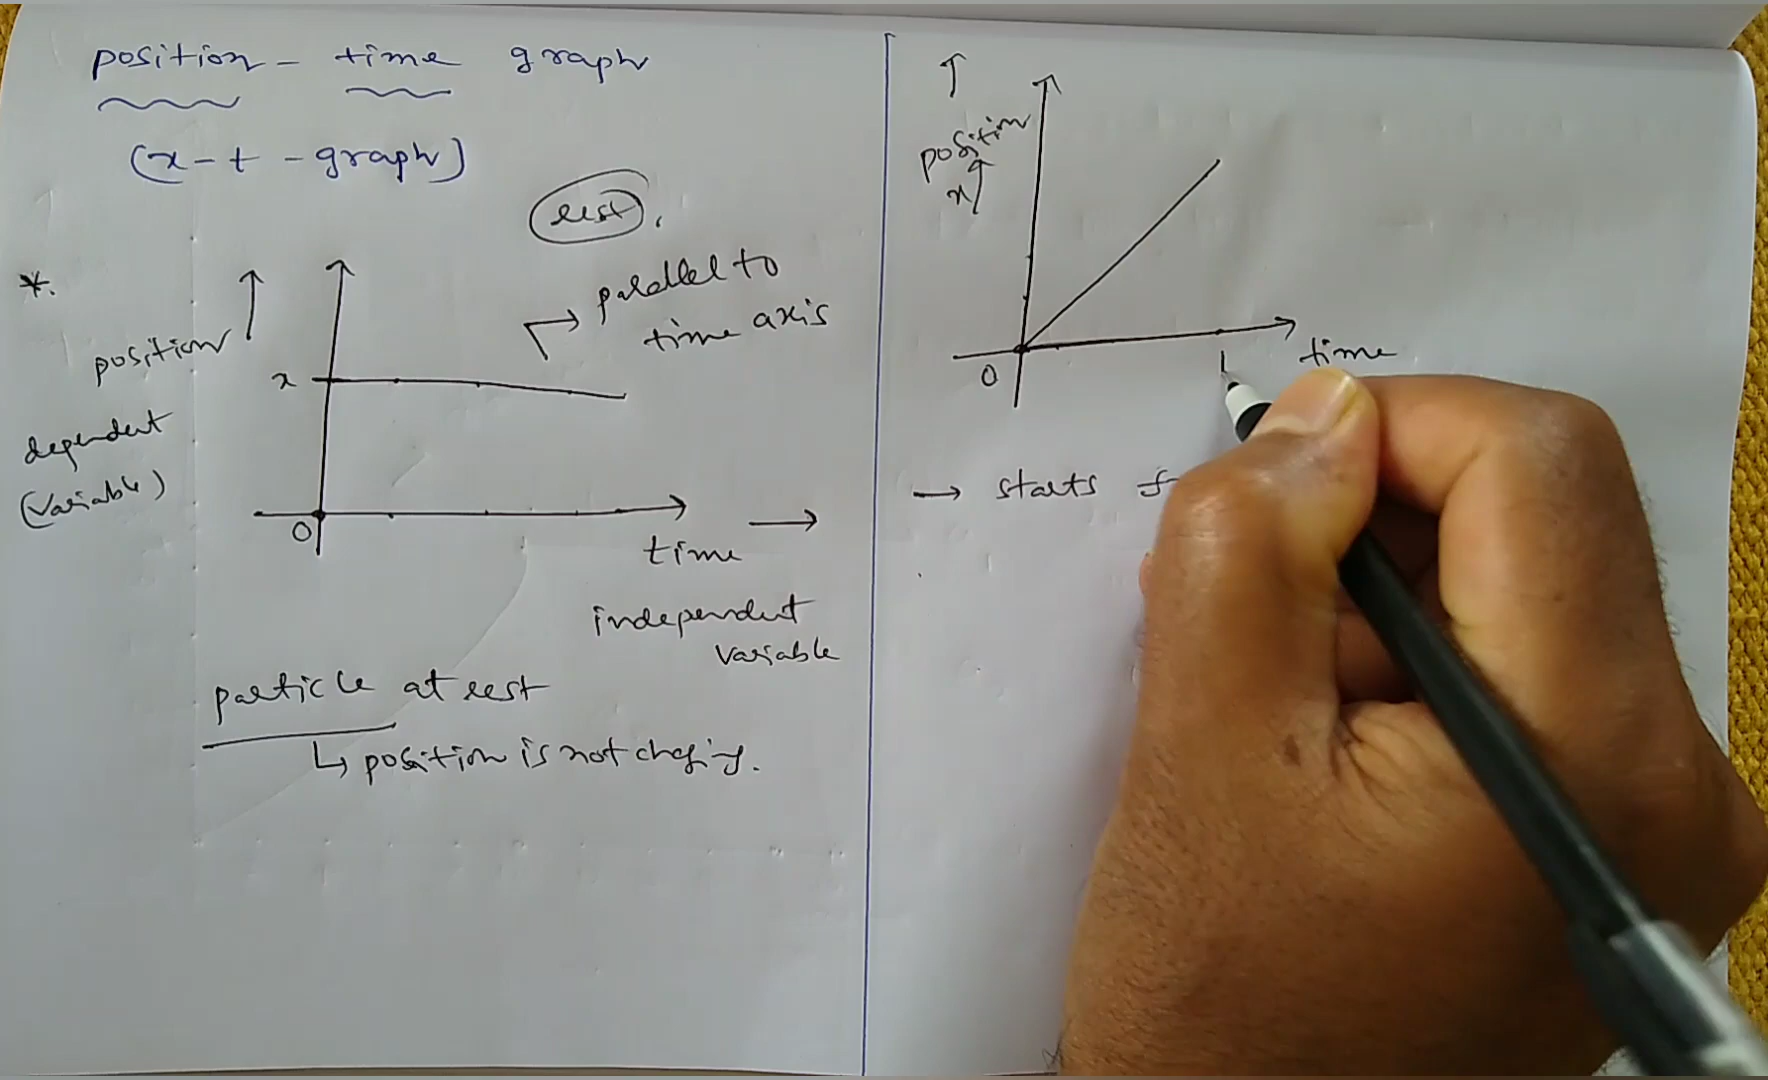 position - time graph
(x-t-graph)
rest.
*.
parallel to
time axis
position
x
dependent
(variable)
0
time
independent
variable
particle at rest
position is not chaging.
position
x
0
time
1
→ starts